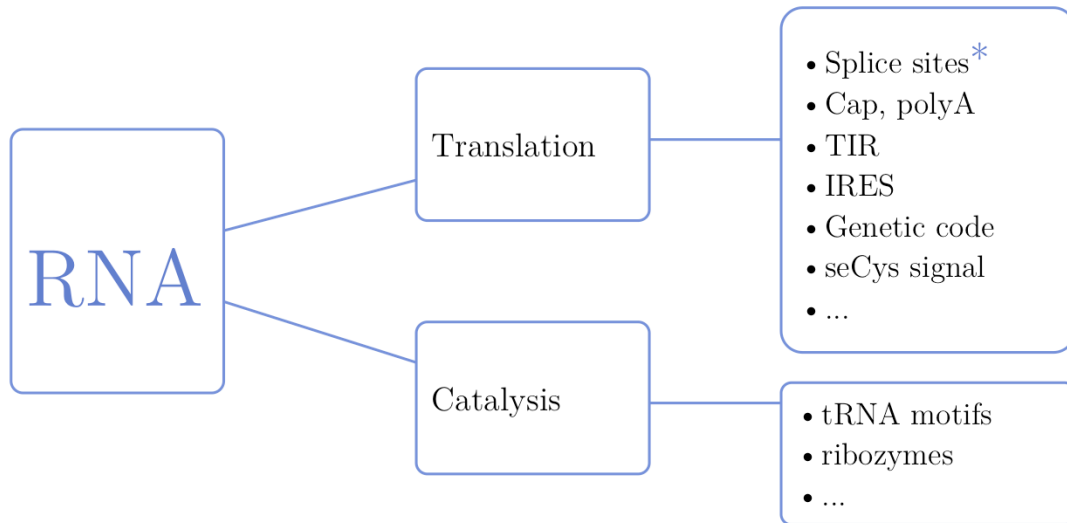 RNA
Translation
• Splice sites*
• Cap, polyA
• TIR
• IRES
• Genetic code
• seCys signal
• ...
Catalysis
• tRNA motifs
• ribozymes
• ...